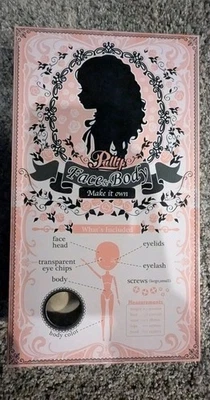 Pullip
Face & Body
Make it own
What's Included
face
head
eyelids
transparent
eye chips
eyelash
body
screws
body color